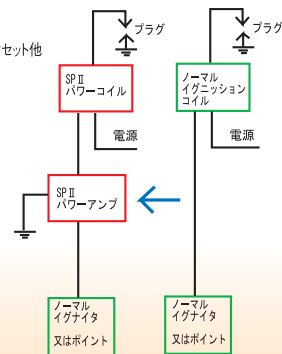 プラグ
プラグ
セット他
SPⅡ
パワーコイル
ノーマル
イグニッション
コイル
電源
電源
SPⅡ
パワーアンプ
ノーマル
イグナイタ
又はポイント
ノーマル
イグナイタ
又はポイント